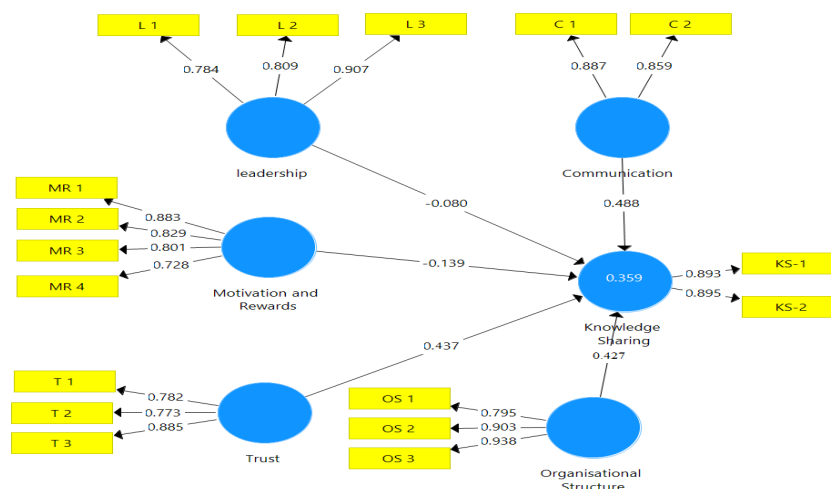 L 1
L 2
L 3
C 1
C 2
0.784
0.809
0.907
0.887
0.859
leadership
Communication
MR 1
MR 2
MR 3
MR 4
0.883
0.829
0.801
0.728
Motivation and
Rewards
-0.080
0.488
-0.139
0.359
Knowledge
Sharing
0.893
0.895
KS-1
KS-2
0.437
0.427
T 1
T 2
T 3
0.782
0.773
0.885
Trust
OS 1
OS 2
OS 3
0.795
0.903
0.938
Organisational
Structure